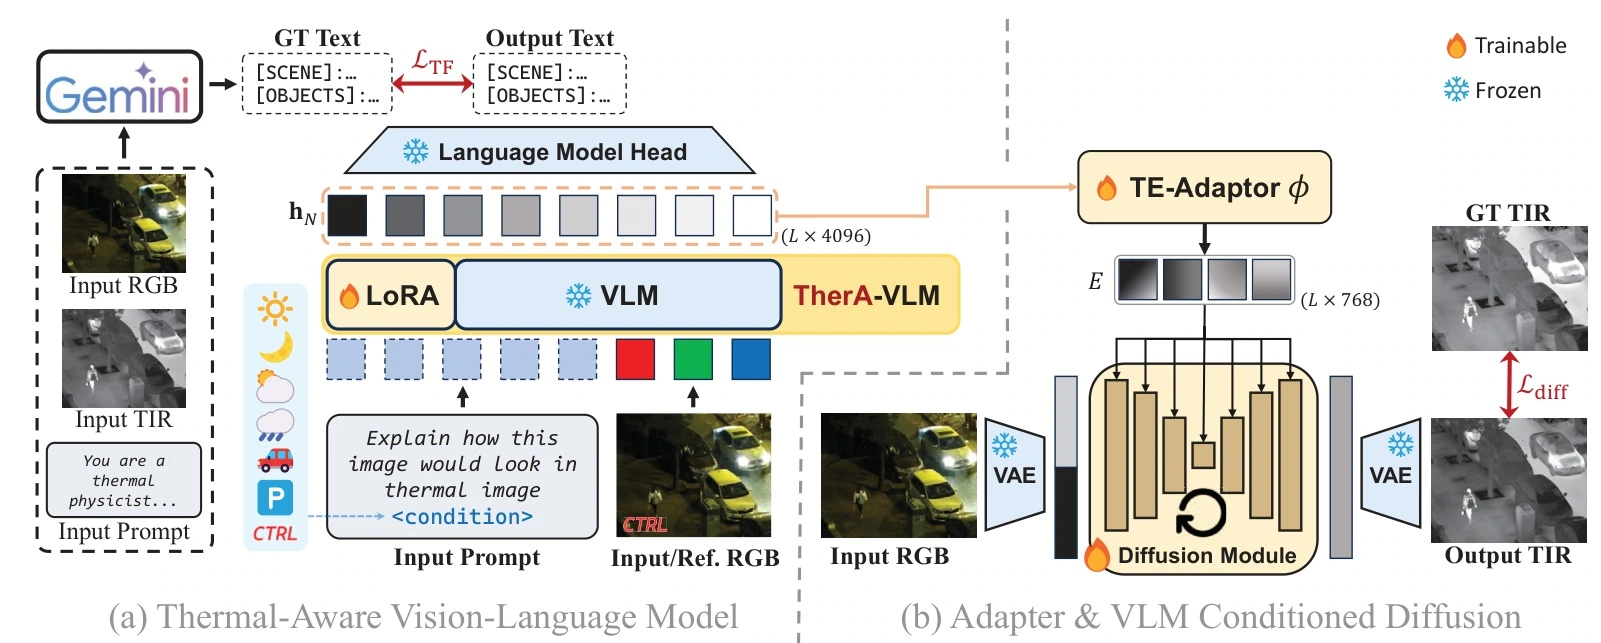 GT Text
Output Text
Gemini
[SCENE]:…
[OBJECTS]:…
ℒTF
[SCENE]:…
[OBJECTS]:…
Trainable
Frozen
Language Model Head
hN
(L × 4096)
LoRA
VLM
TherA-VLM
Input RGB
Input TIR
You are a
thermal
physicist...
Input Prompt
P
CTRL
Explain how this
image would look in
thermal image
<condition>
Input Prompt
CTRL
Input/Ref. RGB
(a) Thermal-Aware Vision-Language Model
TE-Adaptor ϕ
E
(L × 768)
GT TIR
ℒdiff
Input RGB
VAE
Diffusion Module
VAE
Output TIR
(b) Adapter & VLM Conditioned Diffusion